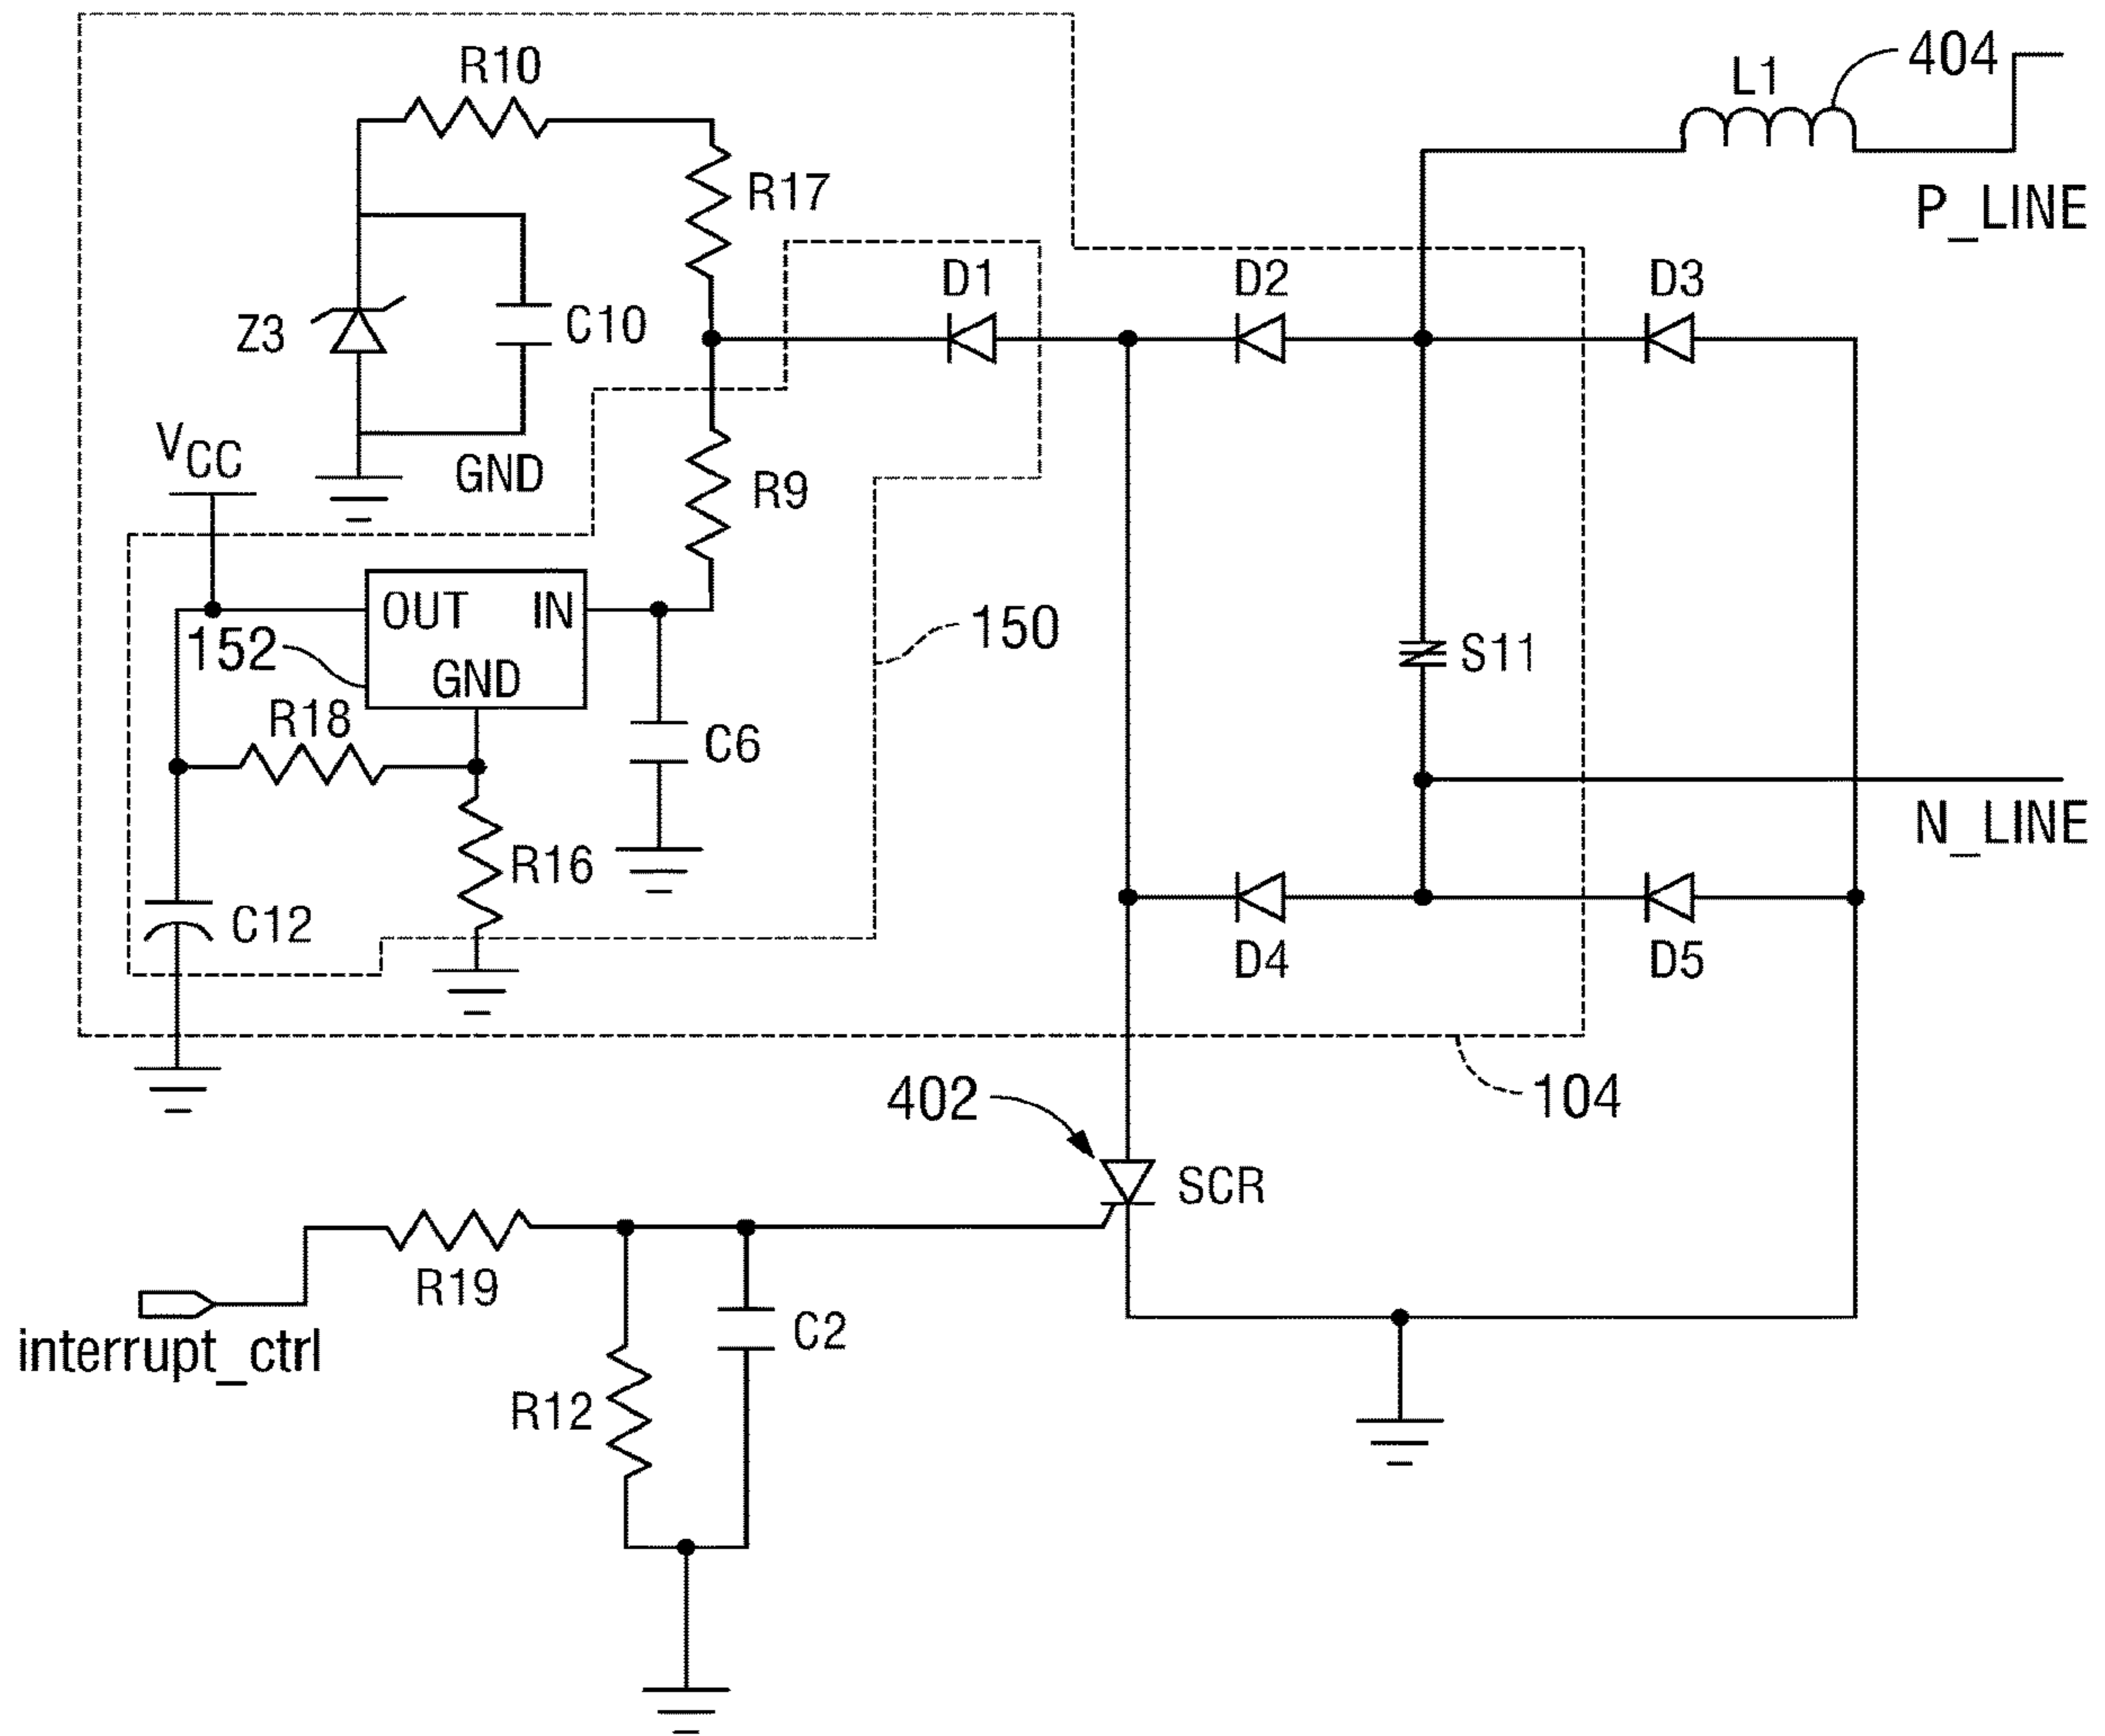 R10
L1
404
R17
P_LINE
D1
D2
D3
Z3
C10
VCC
GND
R9
OUT
IN
150
S11
152
GND
R18
C6
N_LINE
R16
C12
D4
D5
402
104
SCR
R19
C2
interrupt_ctrl
R12